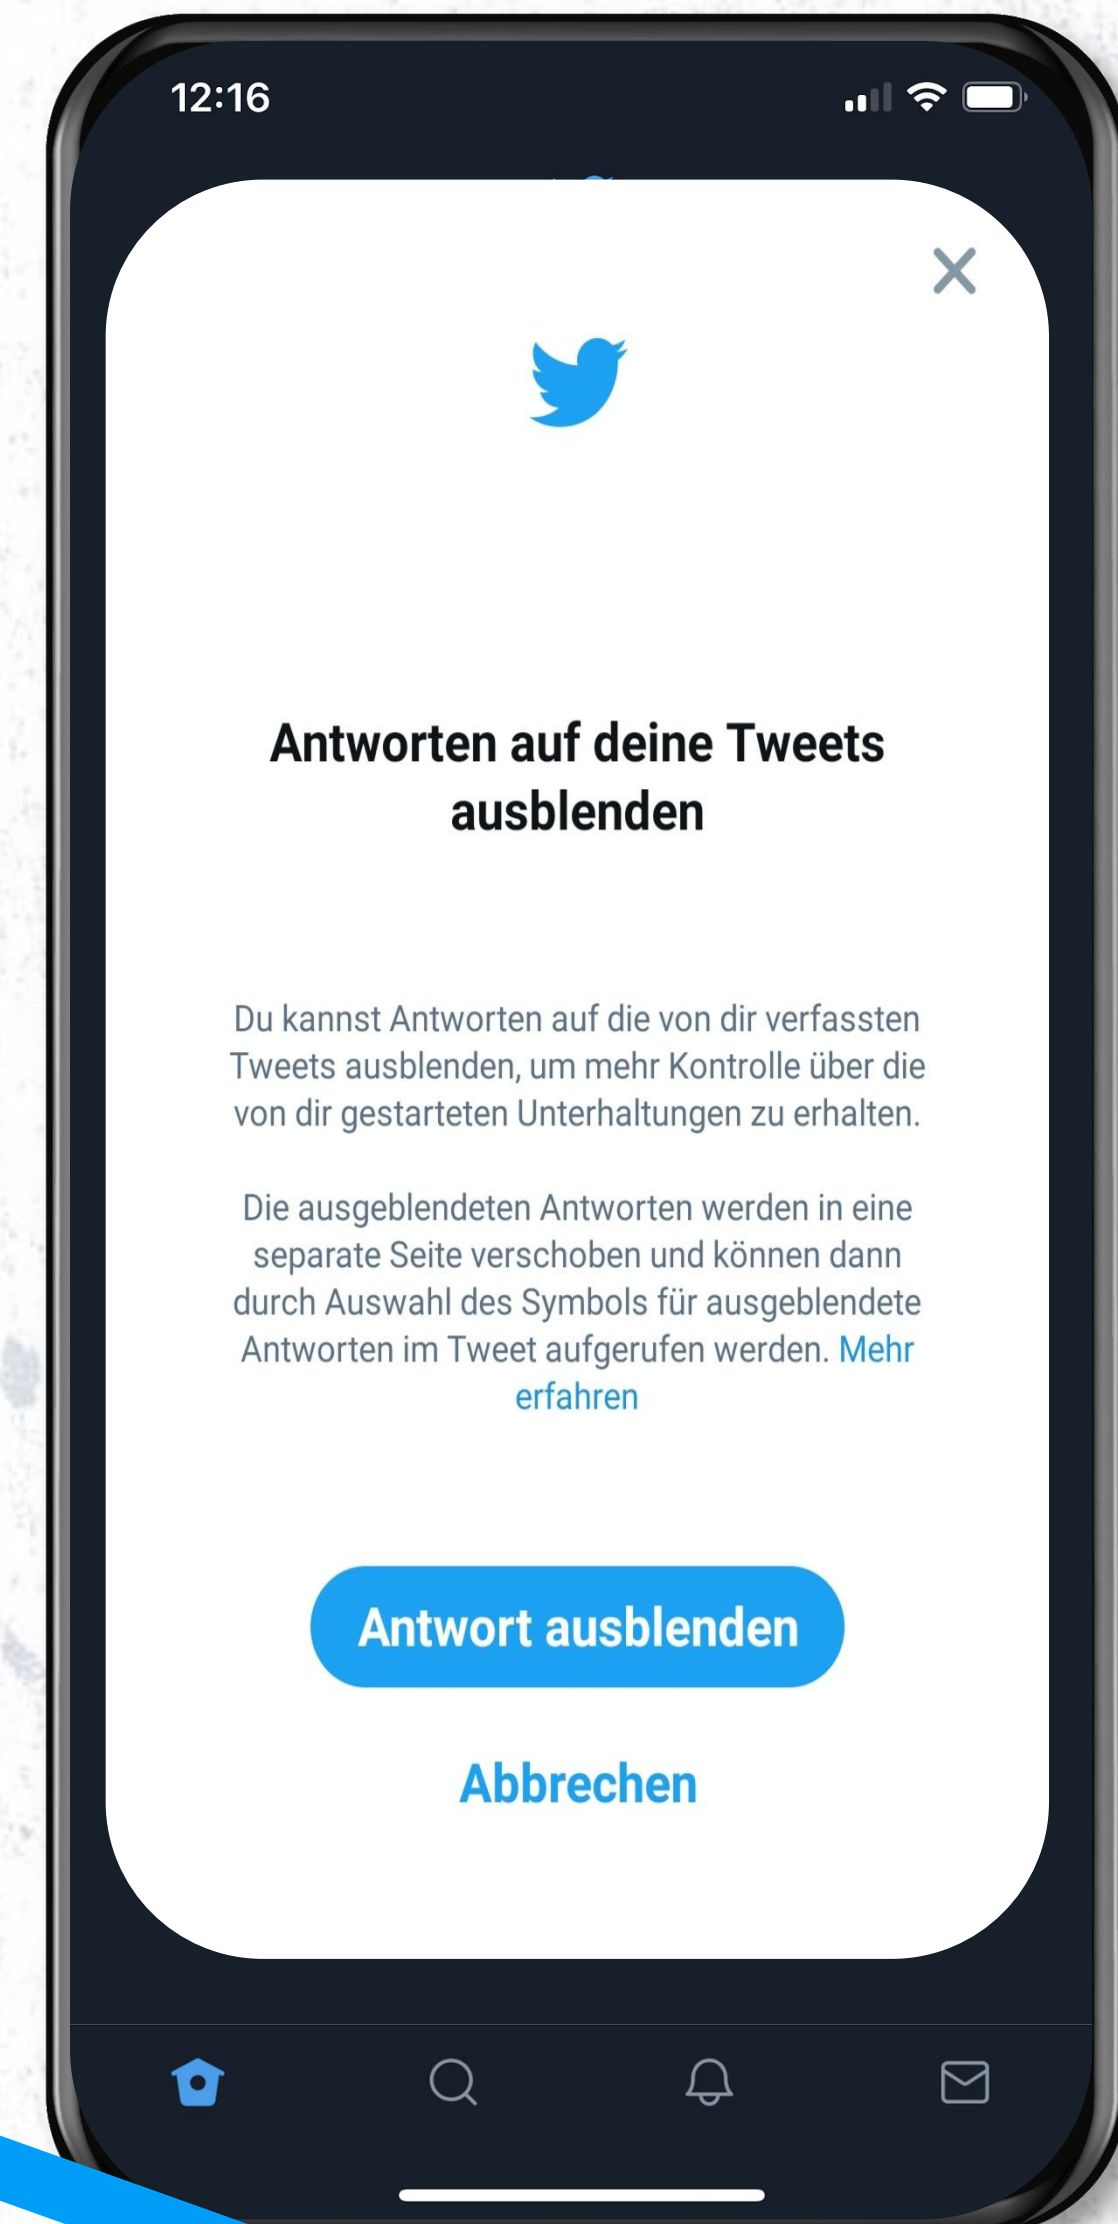 12:16
Antworten auf deine Tweets
ausblenden
Du kannst Antworten auf die von dir verfassten
Tweets ausblenden, um mehr Kontrolle über die
von dir gestarteten Unterhaltungen zu erhalten.
Die ausgeblendeten Antworten werden in eine
separate Seite verschoben und können dann
durch Auswahl des Symbols für ausgeblendete
Antworten im Tweet aufgerufen werden. Mehr
erfahren
Antwort ausblenden
Abbrechen